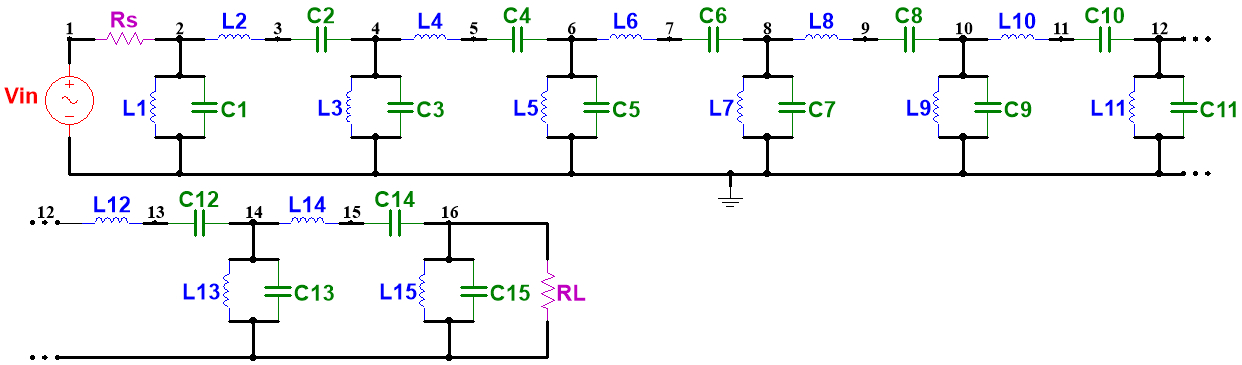 Rs L2 C2 L4 C4 L6 C6 L8 C8 L10 C10
1 2 3 4 5 6 7 8 9 10 11 12
Vin + − L1 C1 L3 C3 L5 C5 L7 C7 L9 C9 L11 C11
12 L12 13 C12 14 L14 15 C14 16
L13 C13 L15 C15 RL